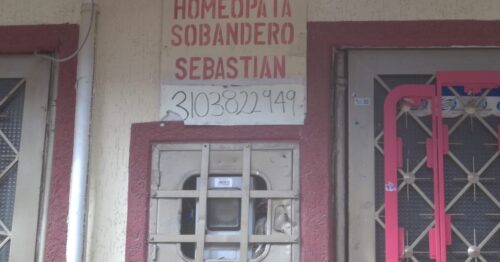 HOMEOPATA
SOBANDERO
SEBASTIAN
3103822949